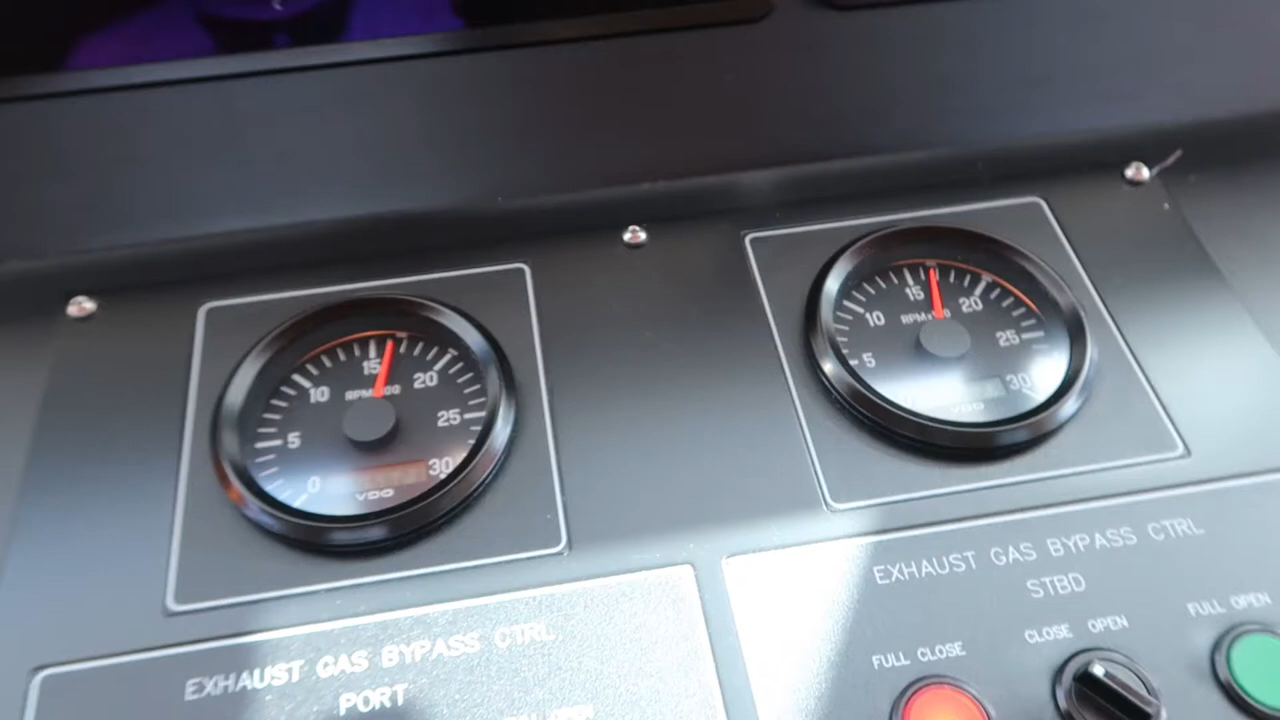 15
10
20
RPMx100
5
25
0
30
VDO
15
10
20
5
25
30
VDO
EXHAUST GAS BYPASS CTRL
STBD
FULL CLOSE
CLOSE OPEN
FULL OPEN
EXHAUST GAS BYPASS CTRL
PORT